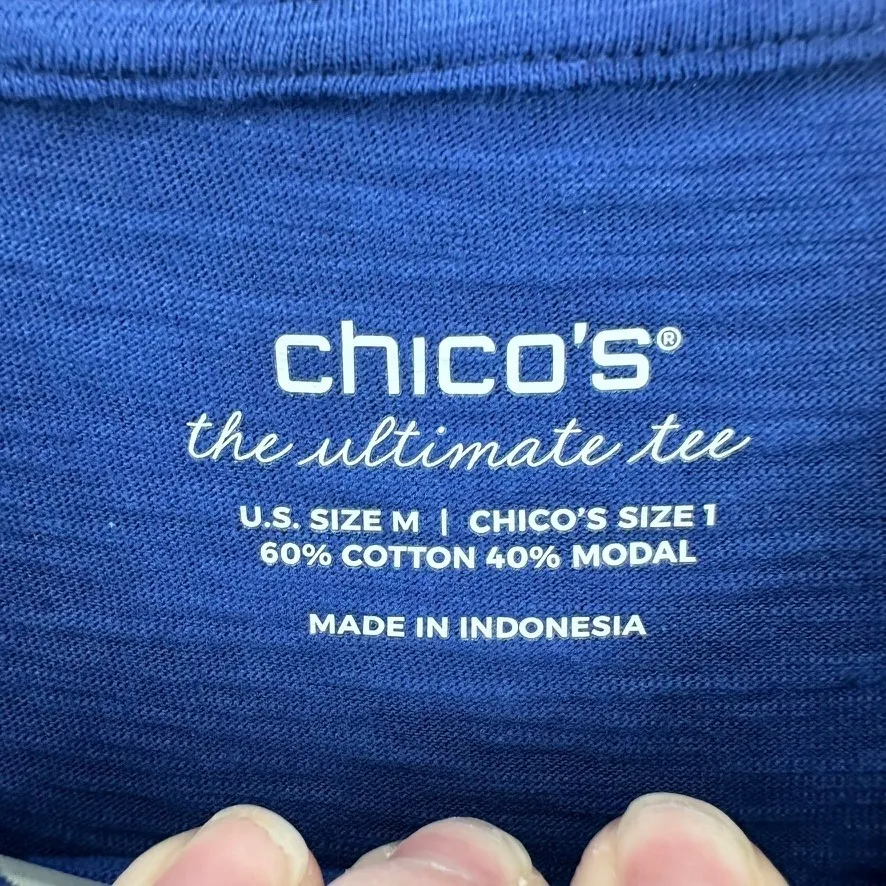 chico's®
the ultimate tee
U.S. SIZE M | CHICO'S SIZE 1
60% COTTON 40% MODAL
MADE IN INDONESIA